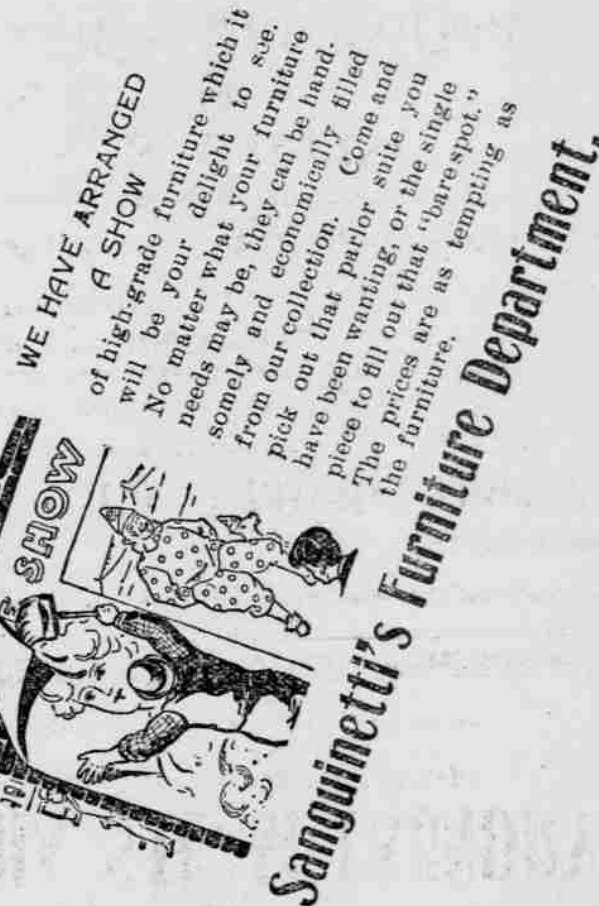 SHOW
WE HAVE ARRANGED
A SHOW
of high-grade furniture which it
will be your delight to see.
No matter what your furniture
needs may be, they can be hand.
somely and economically filled
from our collection. Come and
pick out that parlor suite you
have been wanting, or the single
piece to fill out that "bare spot."
The prices are as tempting as
the furniture.
Sanguinetti's Furniture Department.